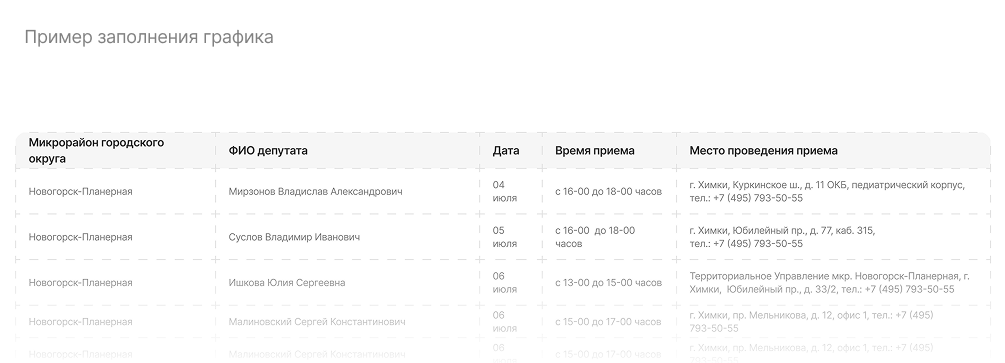 Пример заполнения графика
Микрорайон городского округа ФИО депутата Дата Время приема Место проведения приема
Новогорск-Планерная Мирзонов Владислав Александрович 04 июля с 16-00 до 18-00 часов г. Химки, Куркинское ш., д. 11 ОКБ, педиатрический корпус, тел.: +7 (495) 793-50-55
Новогорск-Планерная Суслов Владимир Иванович 05 июля с 16-00 до 18-00 часов г. Химки, Юбилейный пр., д. 77, каб. 315, тел.: +7 (495) 793-50-55
Новогорск-Планерная Ишкова Юлия Сергеевна 06 июля с 13-00 до 15-00 часов Территориальное Управление мкр. Новогорск-Планерная, г. Химки, Юбилейный пр., д. 33/2, тел.: +7 (495) 793-50-55
Новогорск-Планерная Малиновский Сергей Константинович 06 июля с 15-00 до 17-00 часов г. Химки, пр. Мельникова, д. 12, офис 1, тел.: +7 (495) 793-50-55
Новогорск-Планерная Малиновский Сергей Константинович 06 июля с 15-00 до 17-00 часов г. Химки, пр. Мельникова, д. 12, офис 1, тел.: +7 (495)